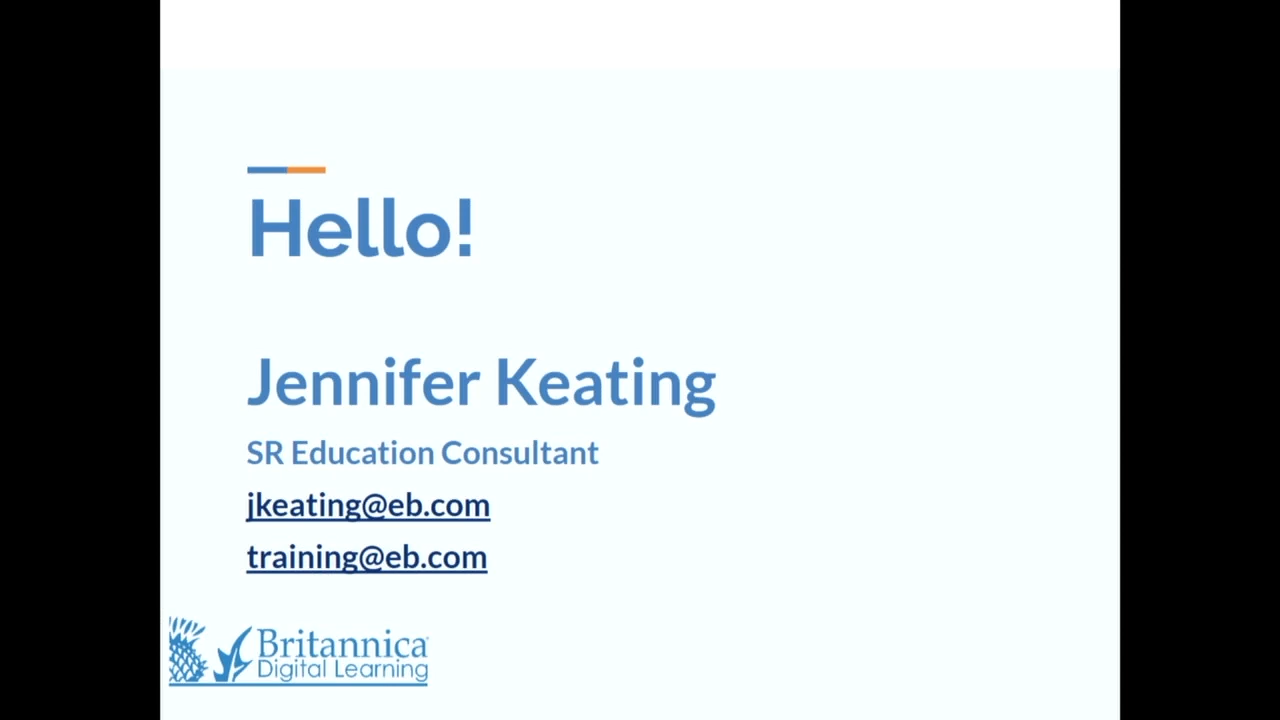 Hello!
Jennifer Keating
SR Education Consultant
jkeating@eb.com
training@eb.com
Britannica
Digital Learning